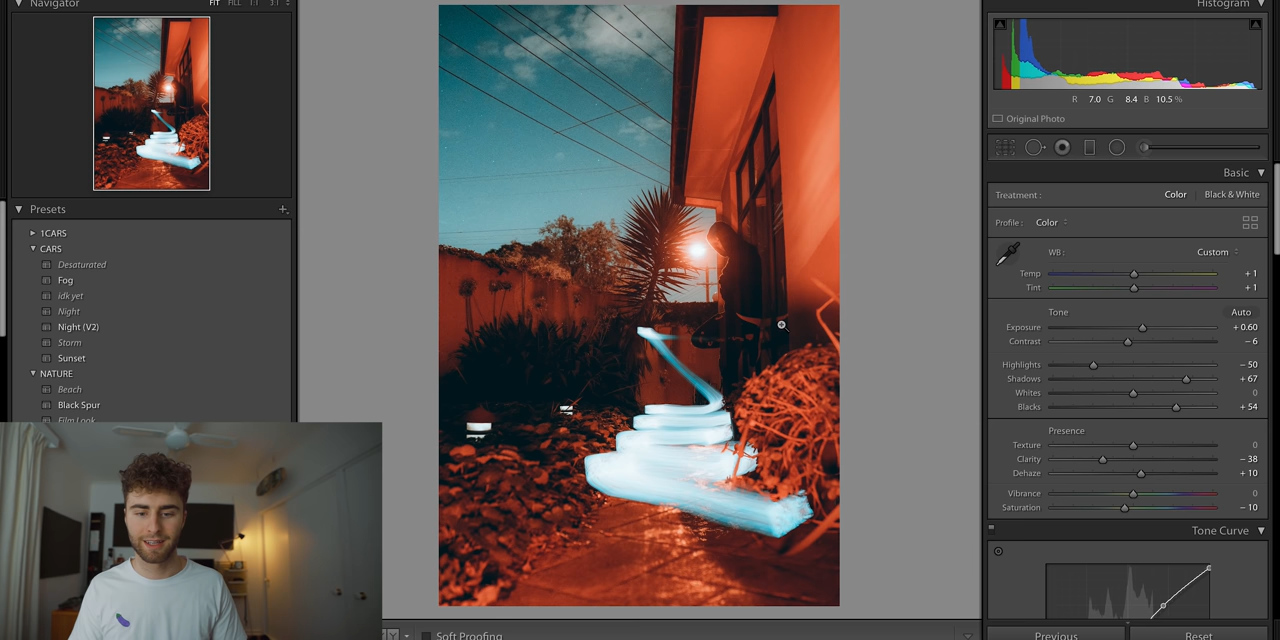 Navigator FIT FILL 1:1 3:1
Histogram
R 7.0 G 8.4 B 10.5 %
Original Photo
Presets +
1CARS
CARS
Desaturated
Fog
idk yet
Night
Night (V2)
Storm
Sunset
NATURE
Beach
Black Spur
Film Look
Basic
Treatment : Color Black & White
Profile : Color
WB : Custom
Temp + 1
Tint + 1
Tone Auto
Exposure + 0.60
Contrast – 6
Highlights – 50
Shadows + 67
Whites 0
Blacks + 54
Presence
Texture 0
Clarity – 38
Dehaze + 10
Vibrance 0
Saturation – 10
Tone Curve
Soft Proofing
Previous Reset